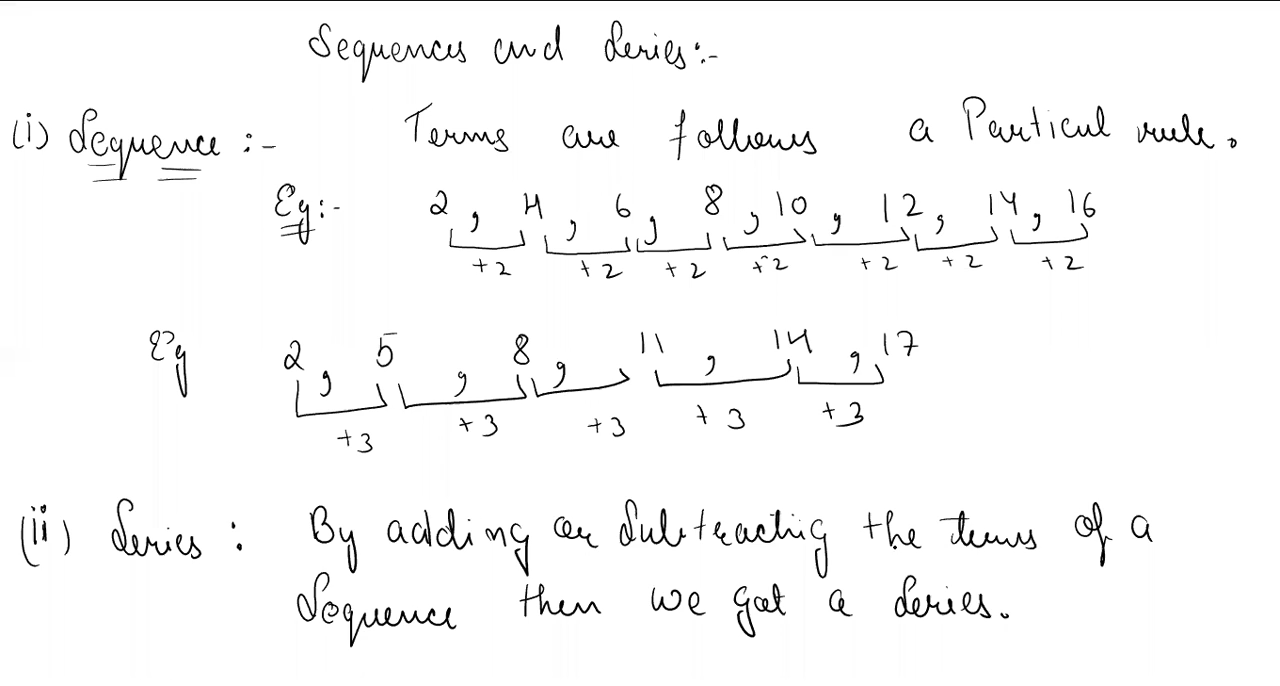 Sequences and Series:-
(i) Sequence :- Terms are follows a Particul rule.
Eg:- 2, 4, 6, 8, 10, 12, 14, 16
+2 +2 +2 +2 +2 +2 +2
Eg 2, 5, 8, 11, 14, 17
+3 +3 +3 +3 +3
(ii) Series : By adding or Subtractig the terms of a
Sequence then we got a Series.